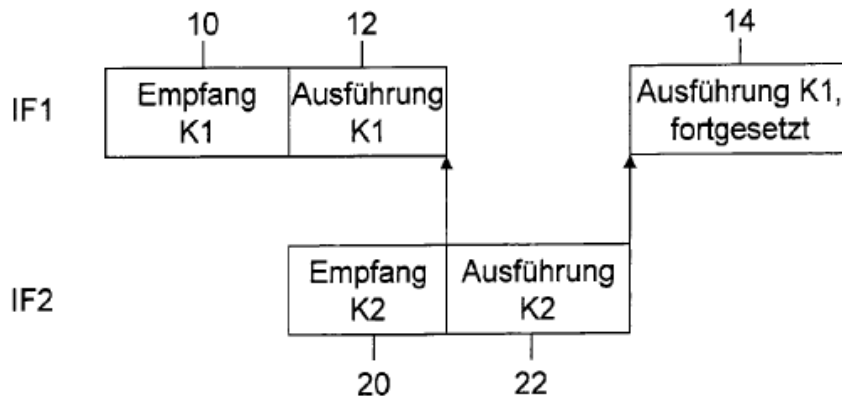 10
12
14
IF1
Empfang
K1
Ausführung
K1
Ausführung K1,
fortgesetzt
IF2
Empfang
K2
Ausführung
K2
20
22